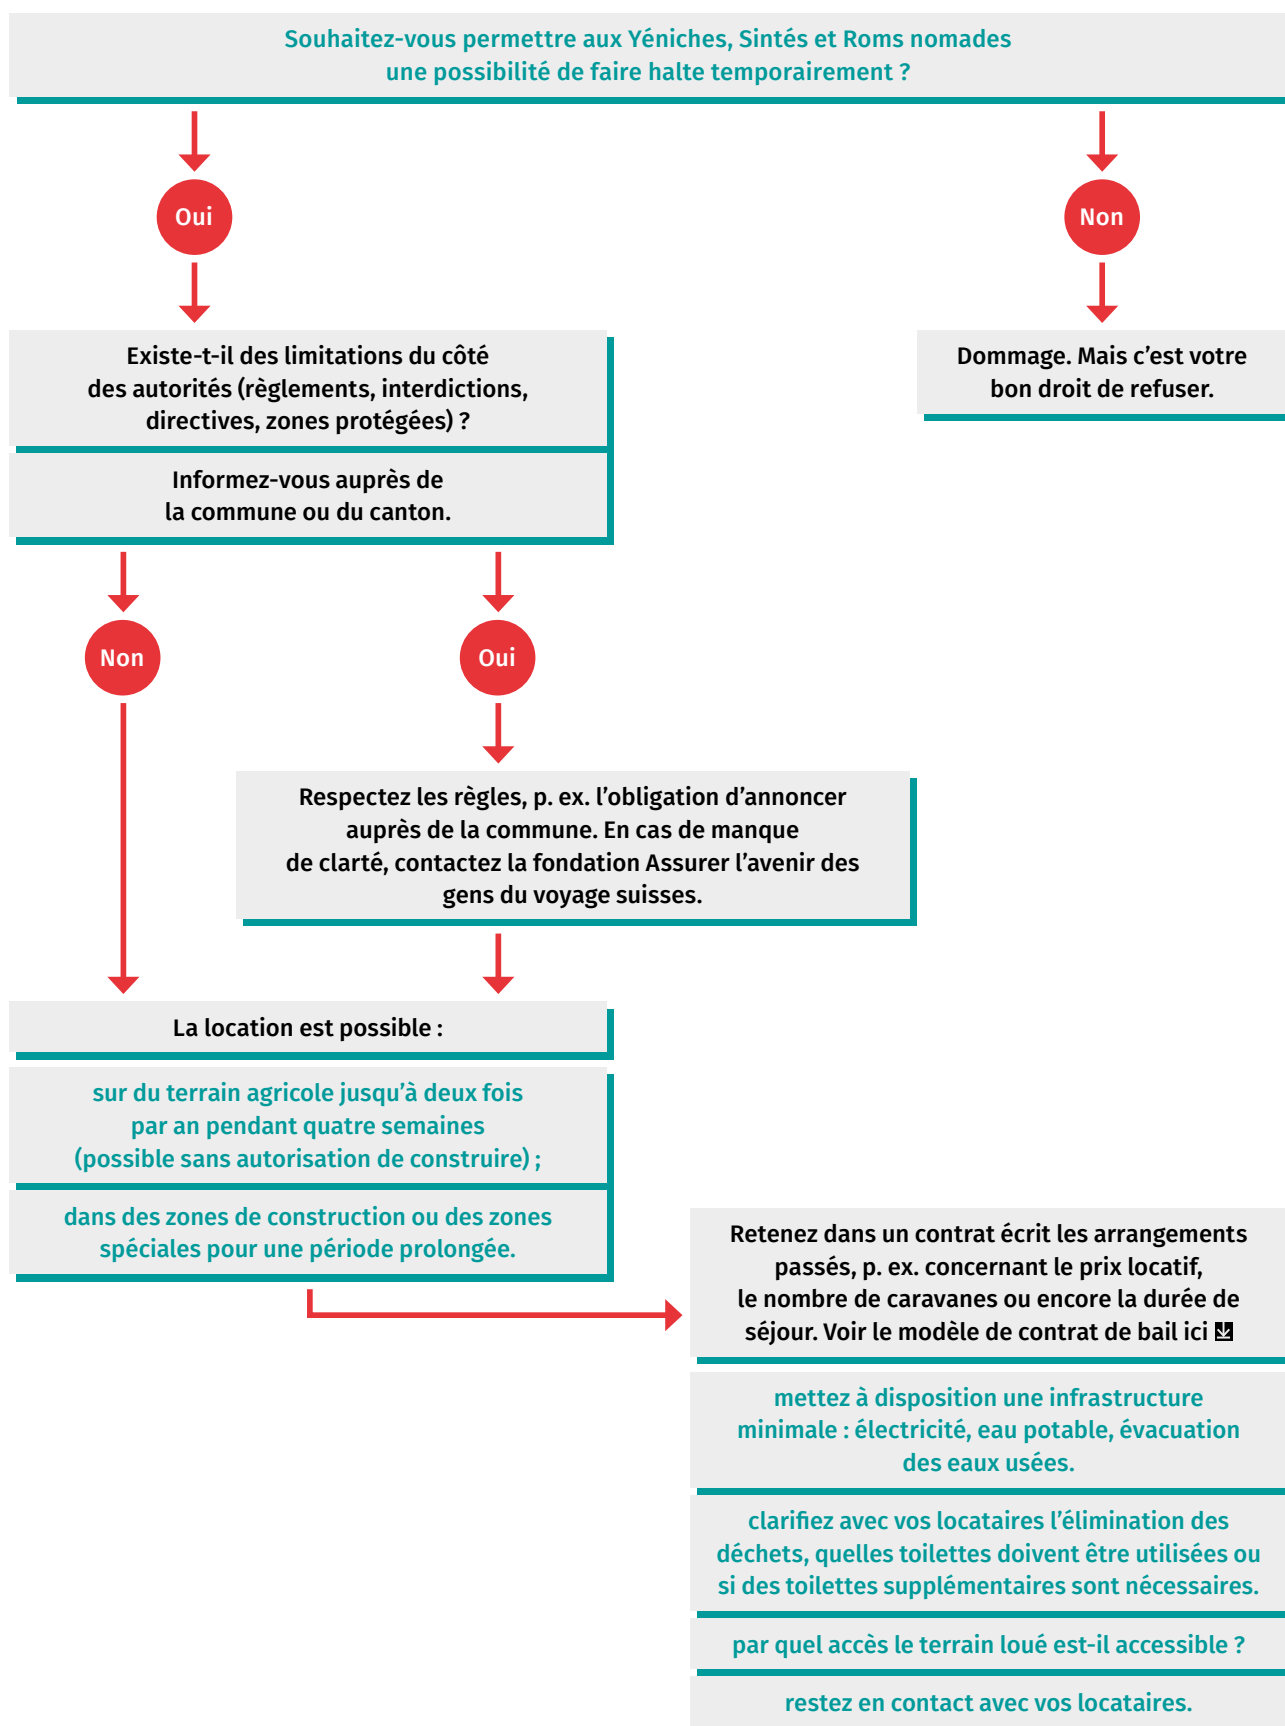 Souhaitez-vous permettre aux Yéniches, Sintés et Roms nomades
une possibilité de faire halte temporairement ?
Oui
Non
Existe-t-il des limitations du côté
des autorités (règlements, interdictions,
directives, zones protégées) ?
Informez-vous auprès de
la commune ou du canton.
Dommage. Mais c’est votre
bon droit de refuser.
Non
Oui
Respectez les règles, p. ex. l’obligation d’annoncer
auprès de la commune. En cas de manque
de clarté, contactez la fondation Assurer l’avenir des
gens du voyage suisses.
La location est possible :
sur du terrain agricole jusqu’à deux fois
par an pendant quatre semaines
(possible sans autorisation de construire) ;
dans des zones de construction ou des zones
spéciales pour une période prolongée.
Retenez dans un contrat écrit les arrangements
passés, p. ex. concernant le prix locatif,
le nombre de caravanes ou encore la durée de
séjour. Voir le modèle de contrat de bail ici
mettez à disposition une infrastructure
minimale : électricité, eau potable, évacuation
des eaux usées.
clarifiez avec vos locataires l’élimination des
déchets, quelles toilettes doivent être utilisées ou
si des toilettes supplémentaires sont nécessaires.
par quel accès le terrain loué est-il accessible ?
restez en contact avec vos locataires.